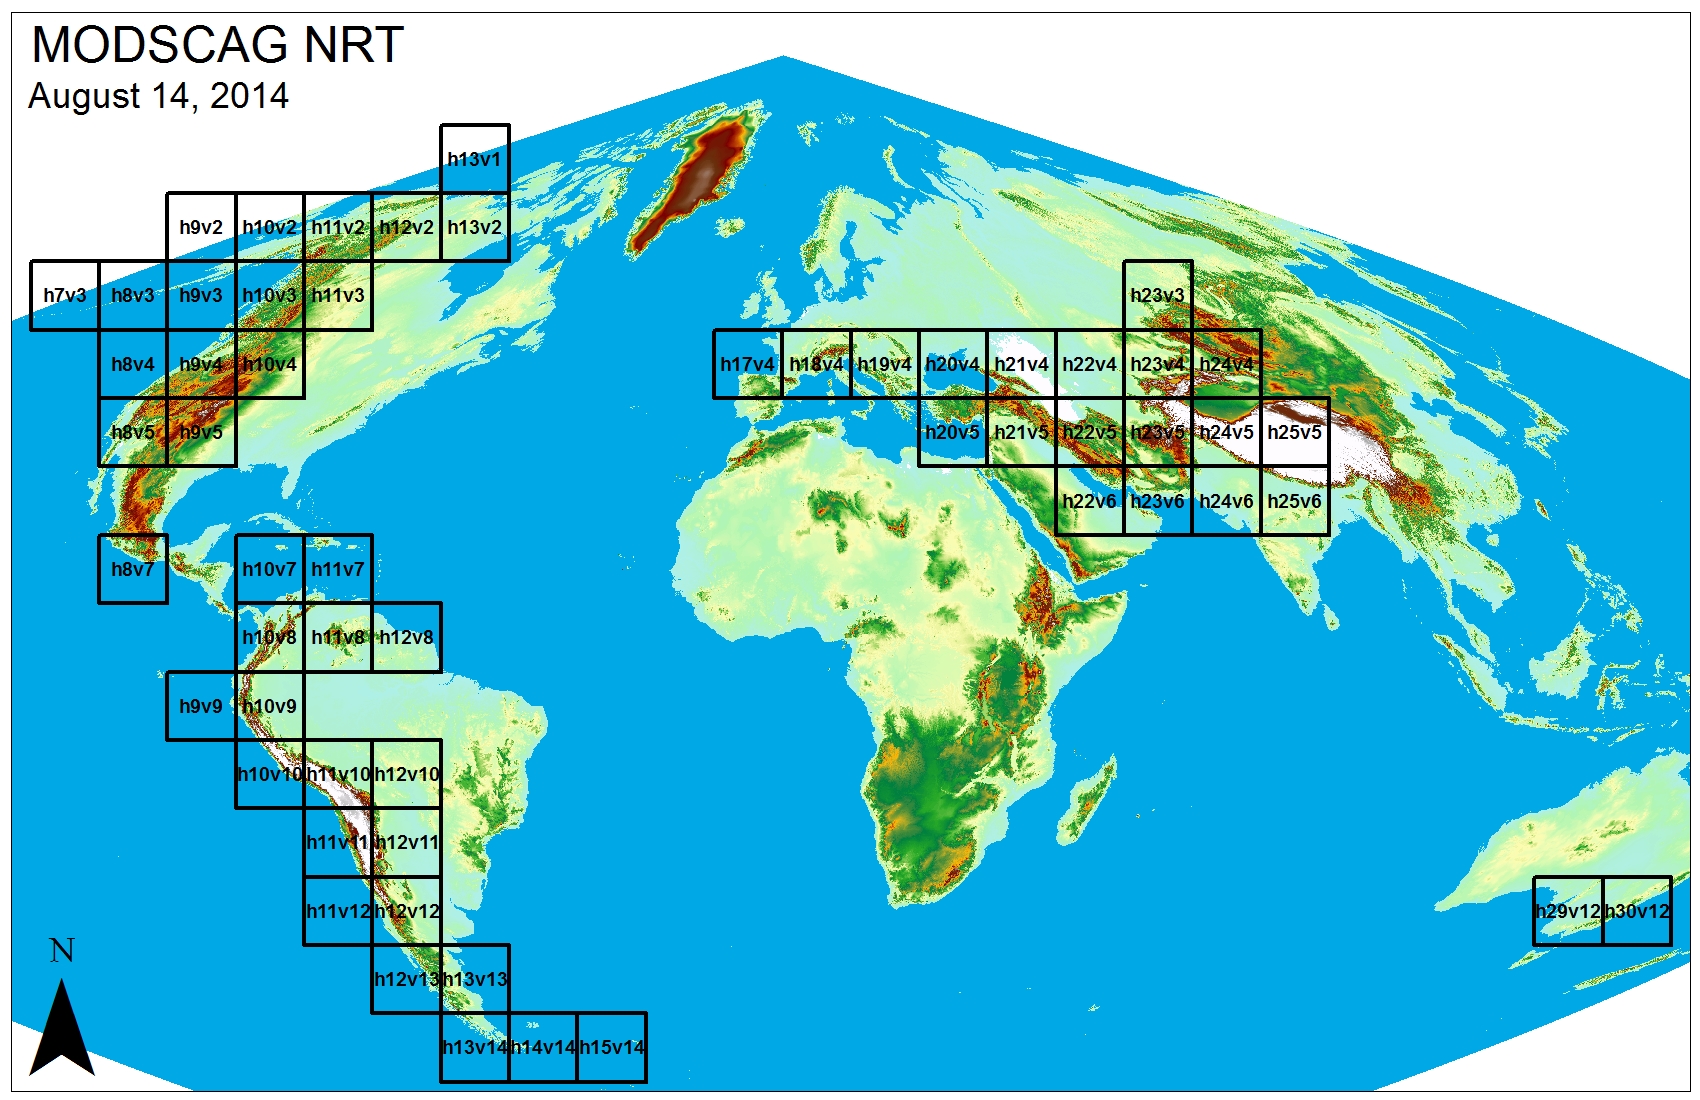 MODSCAG NRT
August 14, 2014
h13v1
h9v2 h10v2 h11v2 h12v2 h13v2
h7v3 h8v3 h9v3 h10v3 h11v3 h23v3
h8v4 h9v4 h10v4 h17v4 h18v4 h19v4 h20v4 h21v4 h22v4 h23v4 h24v4
h8v5 h9v5 h20v5 h21v5 h22v5 h23v5 h24v5 h25v5
h22v6 h23v6 h24v6 h25v6
h8v7 h10v7 h11v7
h10v8 h11v8 h12v8
h9v9 h10v9
h10v10 h11v10 h12v10
h11v11 h12v11
h11v12 h12v12 h29v12 h30v12
N
h12v13 h13v13
h13v14 h14v14 h15v14